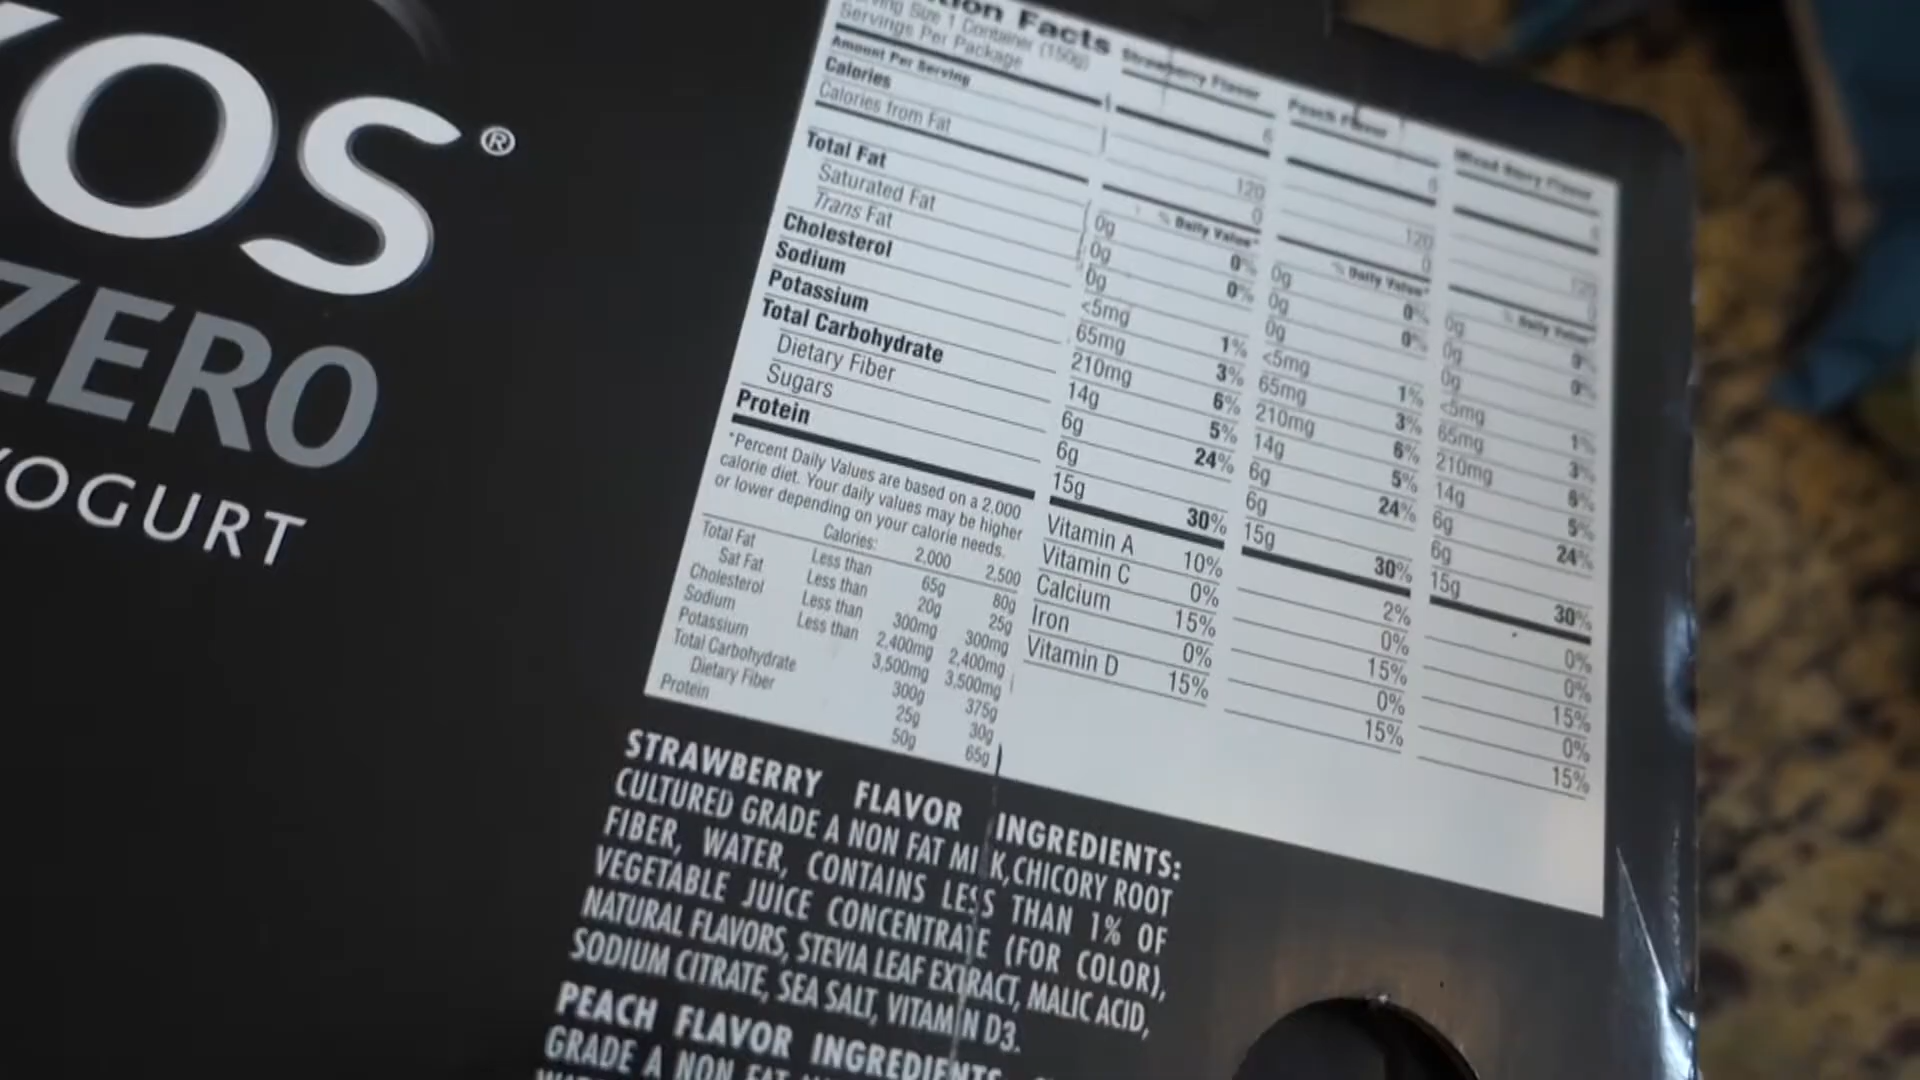 YOS®
ZERO
YOGURT
tion Facts
Serving Size 1 Container (150g)
Servings Per Package
Strawberry Flavor
Peach Flavor
Mixed Berry Flavor
6
6
6
Amount Per Serving
Calories 120 120 120
Calories from Fat 0 0 0
% Daily Value* % Daily Value* % Daily Value*
Total Fat 0g 0% 0g 0% 0g 0%
Saturated Fat 0g 0% 0g 0% 0g 0%
Trans Fat 0g 0g 0g
Cholesterol <5mg 1% <5mg 1% <5mg 1%
Sodium 65mg 3% 65mg 3% 65mg 3%
Potassium 210mg 6% 210mg 6% 210mg 6%
Total Carbohydrate 14g 5% 14g 5% 14g 5%
Dietary Fiber 6g 24% 6g 24% 6g 24%
Sugars 6g 6g 6g
Protein 15g 30% 15g 30% 15g 30%
Vitamin A 10% 2% 0%
Vitamin C 0% 0% 0%
Calcium 15% 15% 15%
Iron 0% 0% 0%
Vitamin D 15% 15% 15%
*Percent Daily Values are based on a 2,000
calorie diet. Your daily values may be higher
or lower depending on your calorie needs.
Calories: 2,000 2,500
Total Fat Less than 65g 80g
Sat Fat Less than 20g 25g
Cholesterol Less than 300mg 300mg
Sodium Less than 2,400mg 2,400mg
Potassium 3,500mg 3,500mg
Total Carbohydrate 300g 375g
Dietary Fiber 25g 30g
Protein 50g 65g
STRAWBERRY FLAVOR INGREDIENTS:
CULTURED GRADE A NON FAT MILK, CHICORY ROOT
FIBER, WATER, CONTAINS LESS THAN 1% OF
VEGETABLE JUICE CONCENTRATE (FOR COLOR),
NATURAL FLAVORS, STEVIA LEAF EXTRACT, MALIC ACID,
SODIUM CITRATE, SEA SALT, VITAMIN D3.
PEACH FLAVOR INGREDIENTS
GRADE A NON FAT